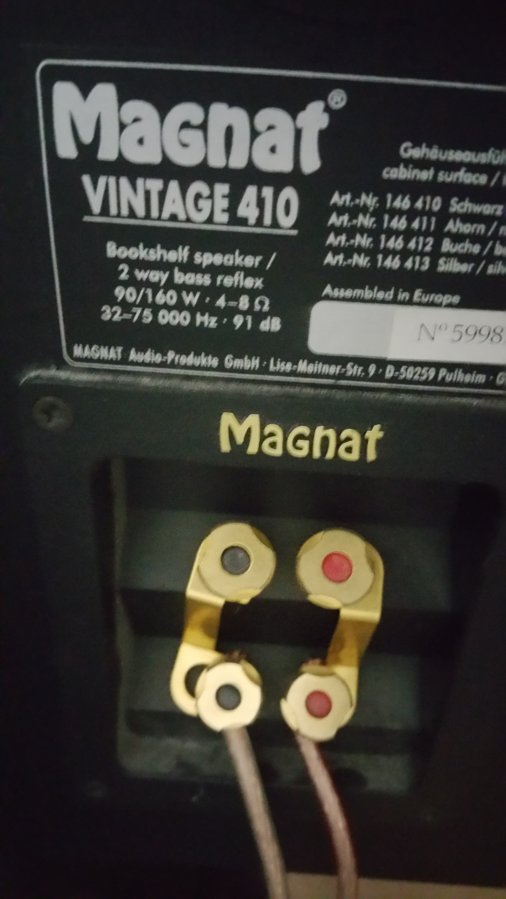 Magnat®
VINTAGE 410
Bookshelf speaker /
2 way bass reflex
90/160 W · 4–8 Ω
32–75 000 Hz · 91 dB
Gehäuseausfü
cabinet surface /
Art.-Nr. 146 410 Schwarz
Art.-Nr. 146 411 Ahorn /
Art.-Nr. 146 412 Buche /
Art.-Nr. 146 413 Silber /
Assembled in Europe
Nº 5998
MAGNAT Audio-Produkte GmbH · Lise-Meitner-Str. 9 · D-50259 Pulheim ·
Magnat